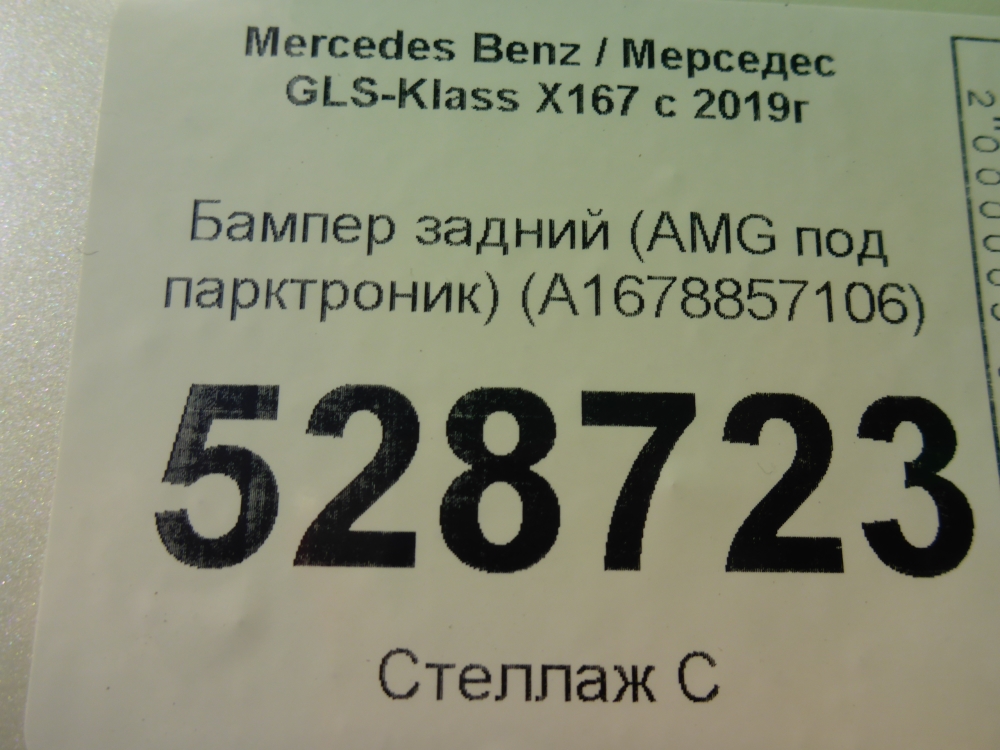 Mercedes Benz / Мерседес
GLS-Klass X167 с 2019г
Бампер задний (AMG под
парктроник) (A1678857106)
528723
Стеллаж С